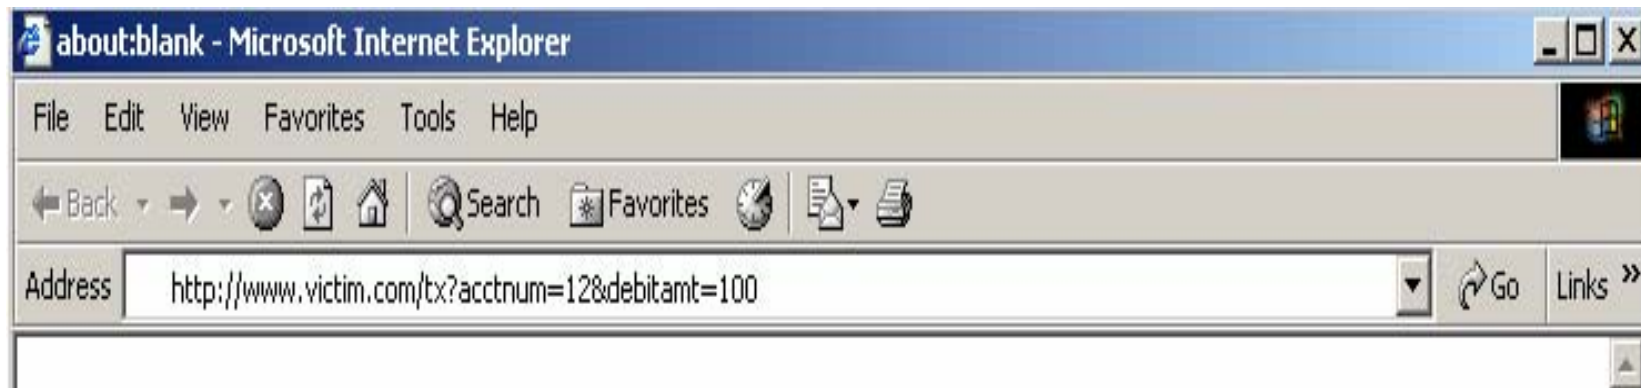 about:blank - Microsoft Internet Explorer
File Edit View Favorites Tools Help
Back Search Favorites
Address http://www.victim.com/tx?acctnum=12&debitamt=100 Go Links »